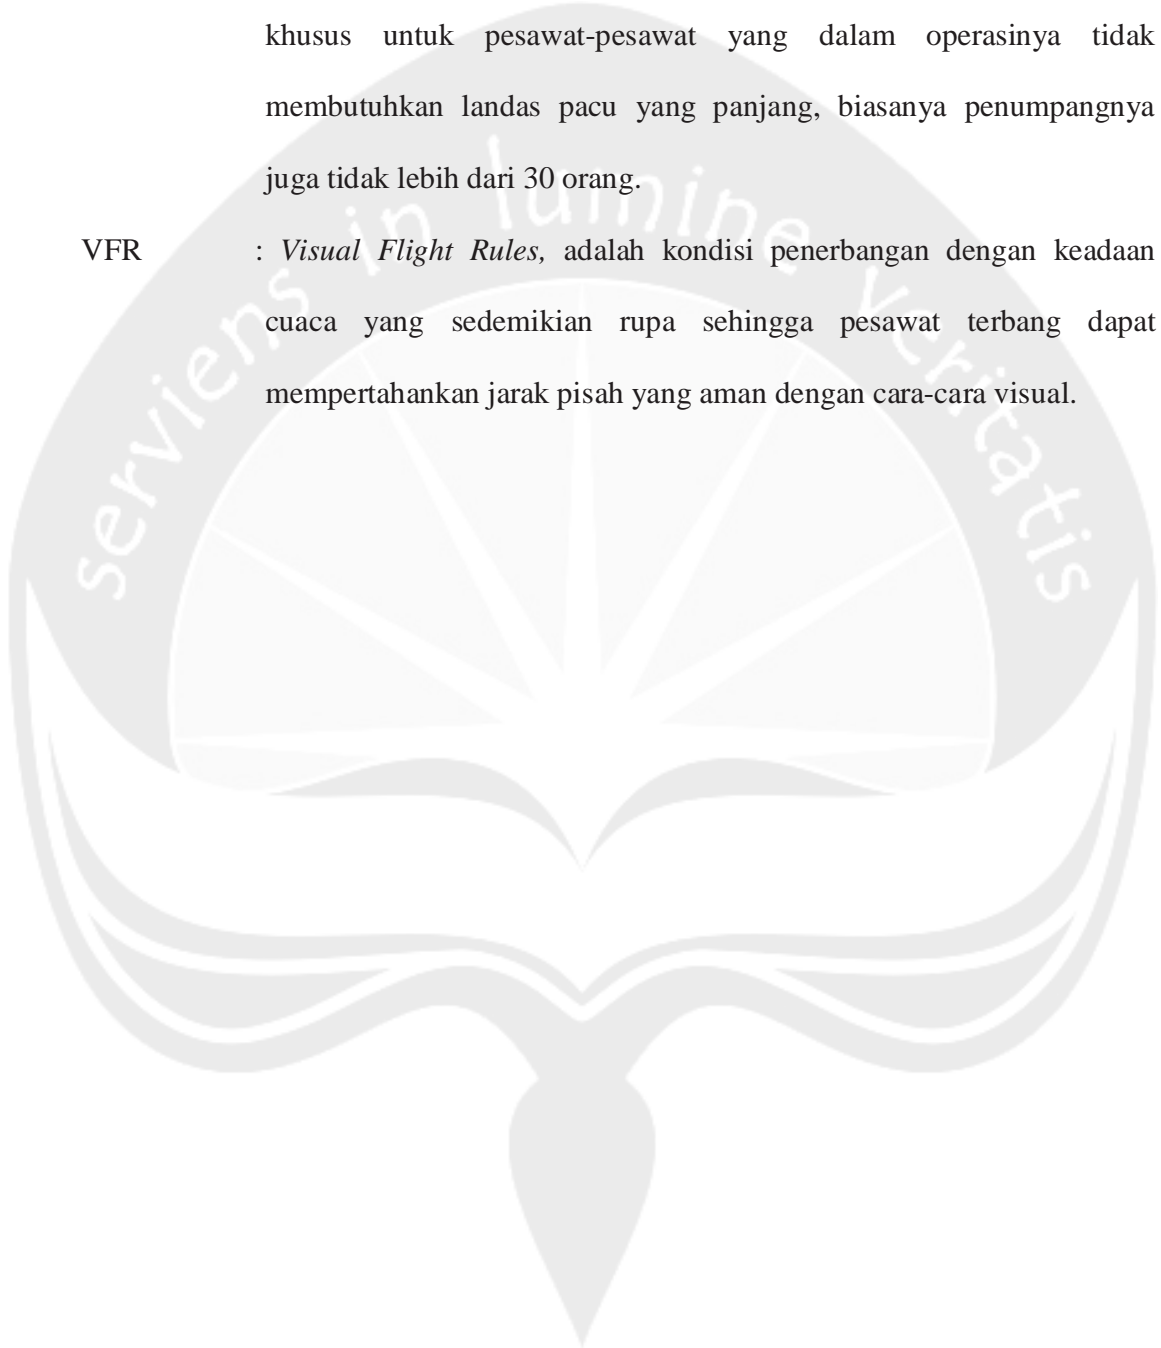 khusus untuk pesawat-pesawat yang dalam operasinya tidak
membutuhkan landas pacu yang panjang, biasanya penumpangnya
juga tidak lebih dari 30 orang.
VFR : Visual Flight Rules, adalah kondisi penerbangan dengan keadaan
cuaca yang sedemikian rupa sehingga pesawat terbang dapat
mempertahankan jarak pisah yang aman dengan cara-cara visual.
serviens in lumine veritatis